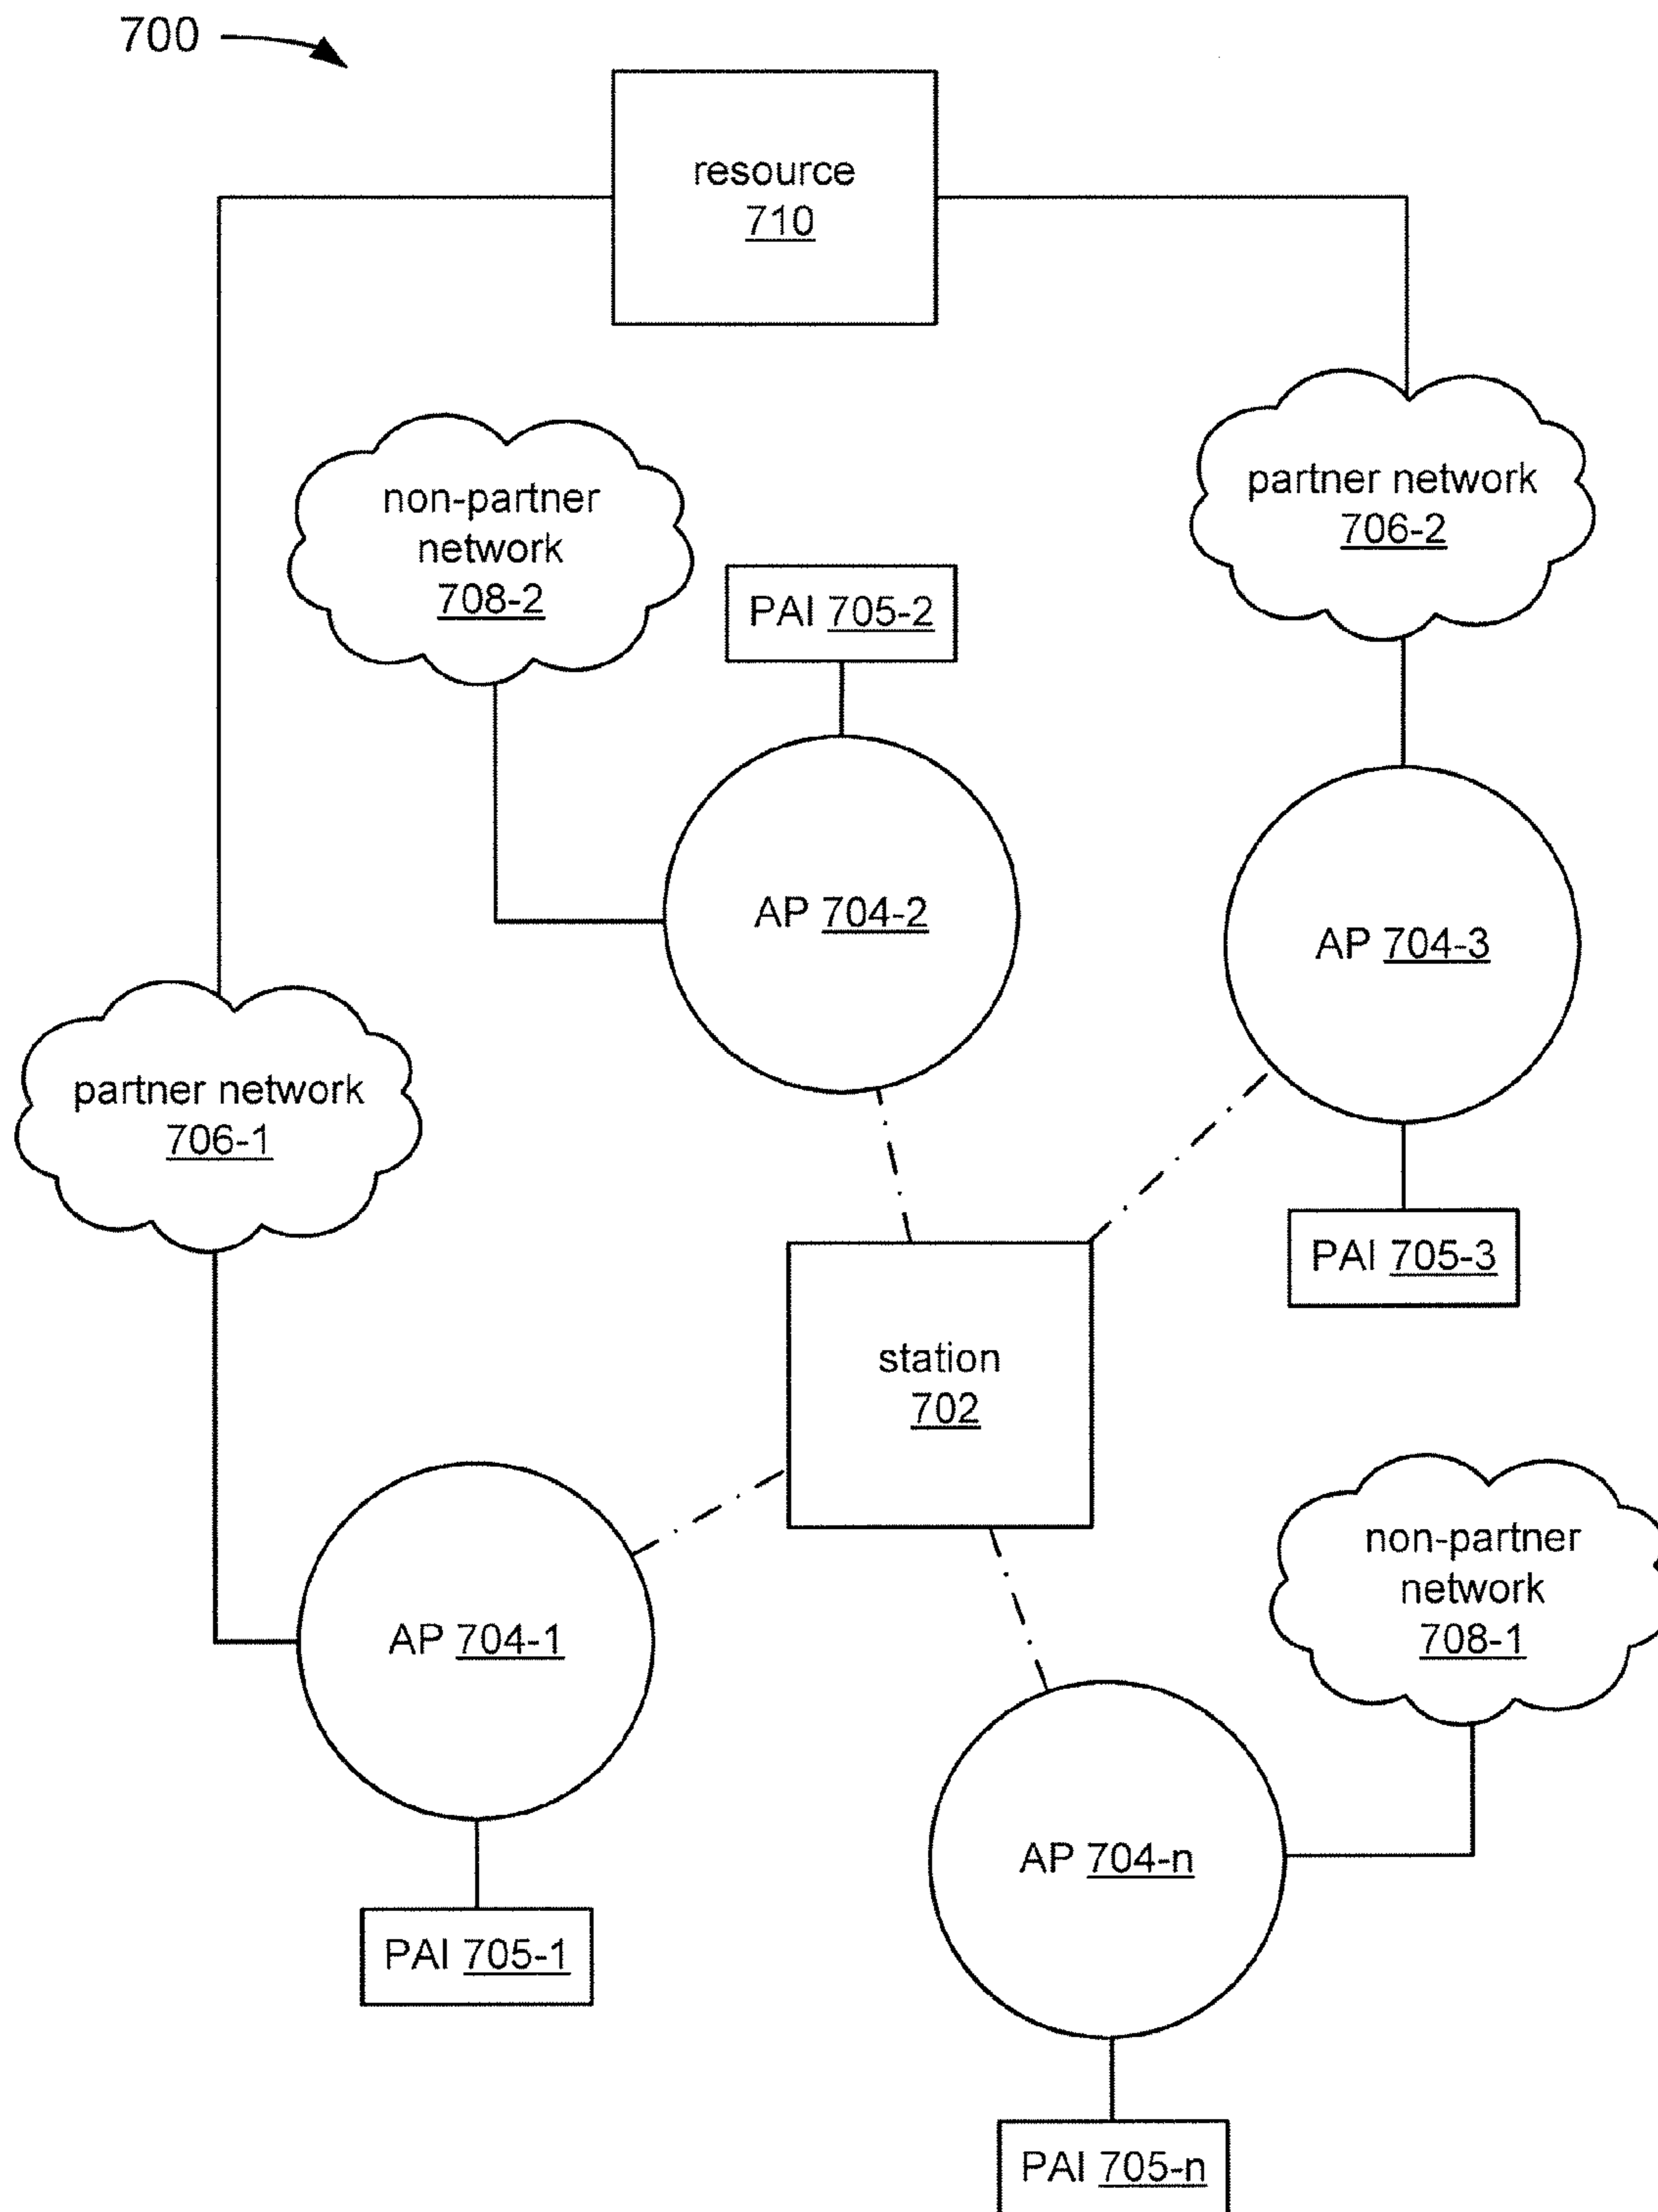 700
resource
710
non-partner
network
708-2
partner network
706-2
PAI 705-2
AP 704-2
AP 704-3
partner network
706-1
PAI 705-3
station
702
non-partner
network
708-1
AP 704-1
AP 704-n
PAI 705-1
PAI 705-n